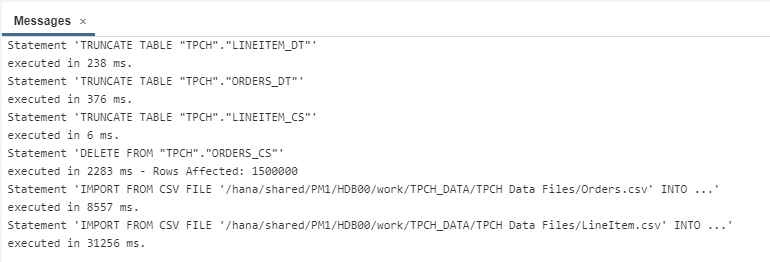 Messages ×
Statement 'TRUNCATE TABLE "TPCH"."LINEITEM_DT"'
executed in 238 ms.
Statement 'TRUNCATE TABLE "TPCH"."ORDERS_DT"'
executed in 376 ms.
Statement 'TRUNCATE TABLE "TPCH"."LINEITEM_CS"'
executed in 6 ms.
Statement 'DELETE FROM "TPCH"."ORDERS_CS"'
executed in 2283 ms - Rows Affected: 1500000
Statement 'IMPORT FROM CSV FILE '/hana/shared/PM1/HDB00/work/TPCH_DATA/TPCH Data Files/Orders.csv' INTO ...'
executed in 8557 ms.
Statement 'IMPORT FROM CSV FILE '/hana/shared/PM1/HDB00/work/TPCH_DATA/TPCH Data Files/LineItem.csv' INTO ...'
executed in 31256 ms.